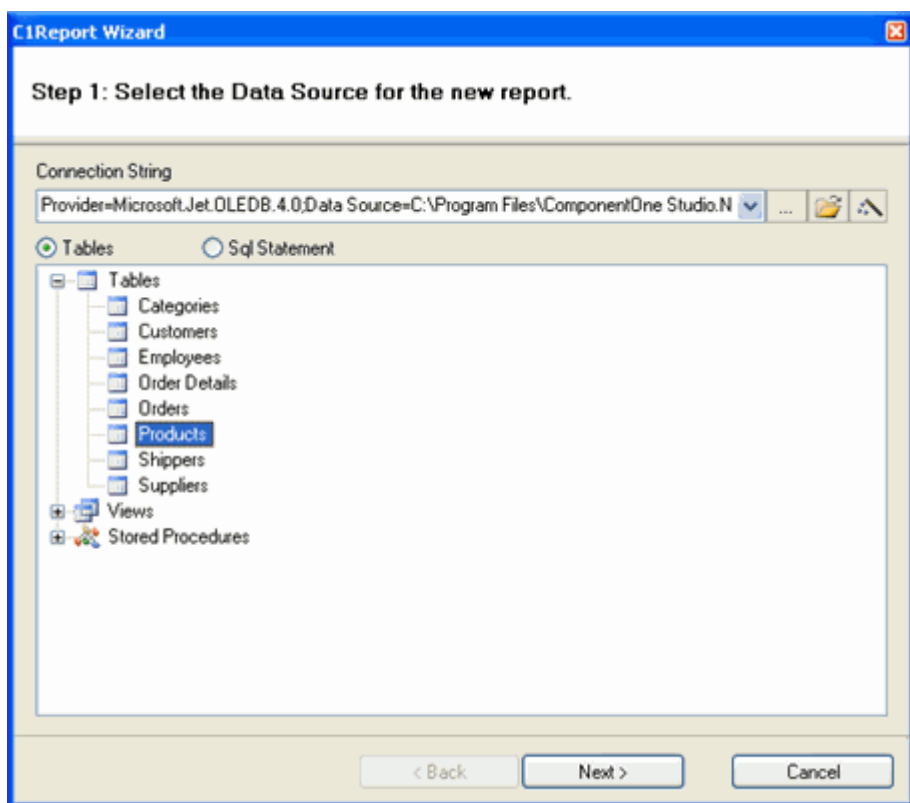 C1Report Wizard
Step 1: Select the Data Source for the new report.
Connection String
Provider=Microsoft.Jet.OLEDB.4.0;Data Source=C:\Program Files\ComponentOne Studio.N ...
Tables Sql Statement
Tables
Categories
Customers
Employees
Order Details
Orders
Products
Shippers
Suppliers
Views
Stored Procedures
< Back Next > Cancel